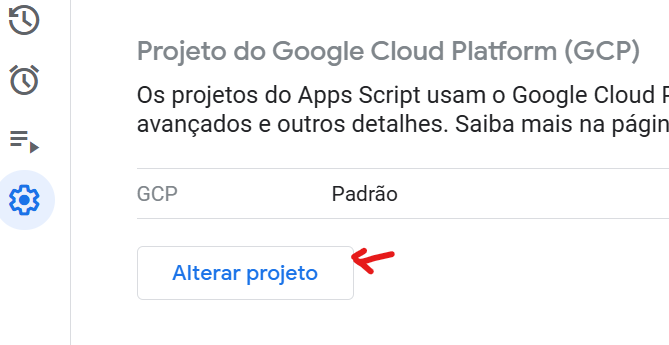 Projeto do Google Cloud Platform (GCP)
Os projetos do Apps Script usam o Google Cloud
avançados e outros detalhes. Saiba mais na
GCP Padrão
Alterar projeto